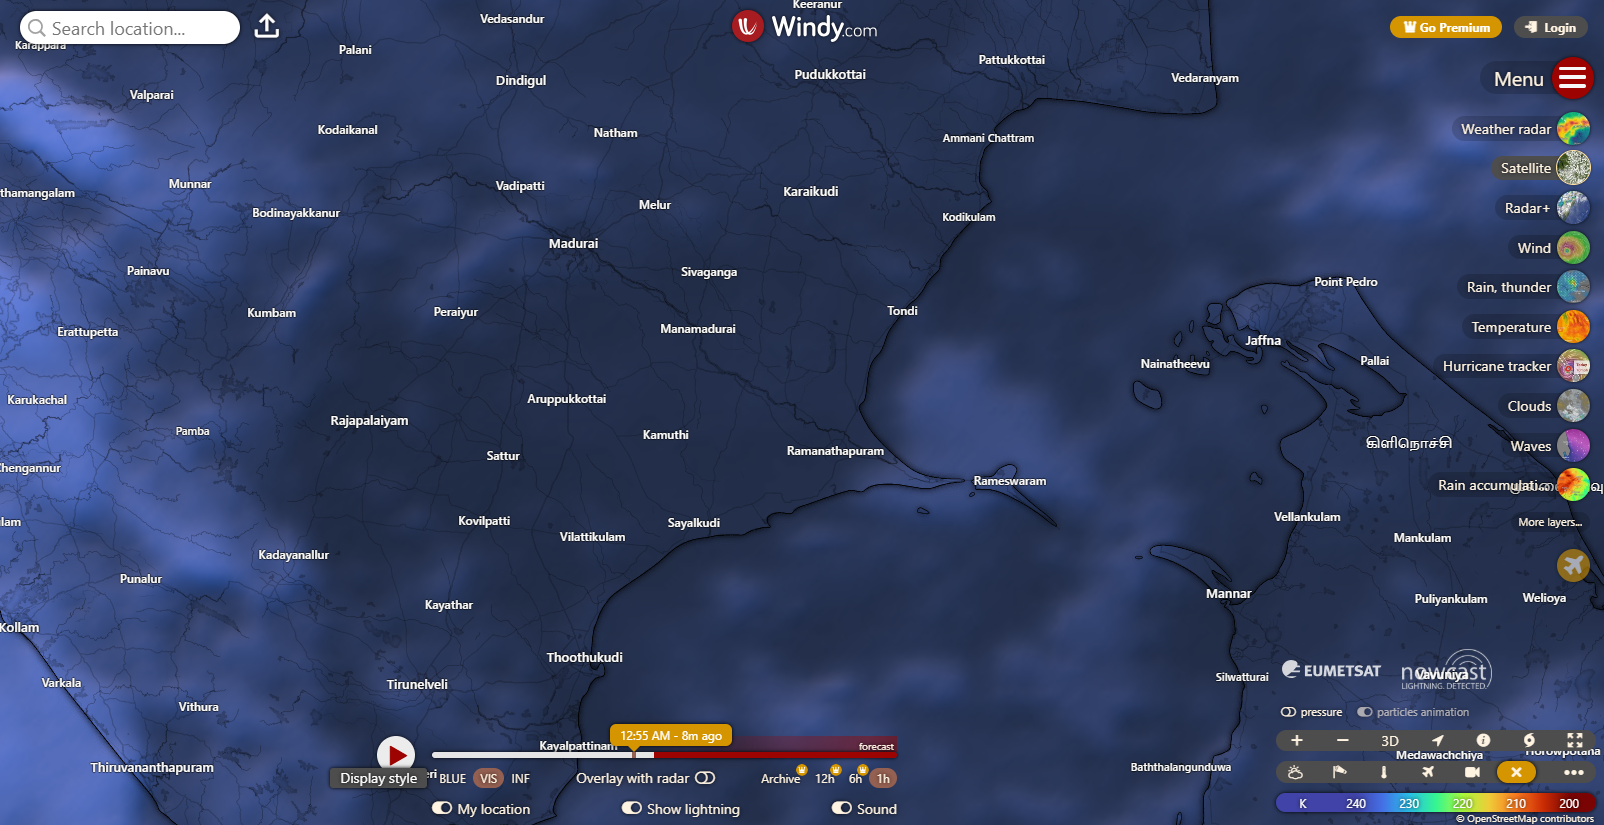 Search location...
Windy.com
Go Premium
Login
Menu
Weather radar
Satellite
Radar+
Wind
Rain, thunder
Temperature
Hurricane tracker
Clouds
Waves
Rain accumulati...
More layers...
Keeranur
Vedasandur
Karappara
Palani
Dindigul
Pudukkottai
Pattukkottai
Vedaranyam
Valparai
Kodaikanal
Natham
Ammani Chattram
thamangalam
Munnar
Vadipatti
Karaikudi
Bodinayakkanur
Melur
Kodikulam
Madurai
Painavu
Sivaganga
Point Pedro
Kumbam
Peraiyur
Tondi
Erattupetta
Manamadurai
Jaffna
Nainatheevu
Pallai
Karukachal
Aruppukkottai
Pamba
Rajapalaiyam
Kamuthi
கிளிநொச்சி
Chengannur
Sattur
Ramanathapuram
Rameswaram
lam
Kovilpatti
Sayalkudi
Vellankulam
Vilattikulam
Mankulam
Kadayanallur
Punalur
Kayathar
Mannar
Puliyankulam
Welioya
Kollam
Thoothukudi
Varkala
Tirunelveli
Silwatturai
Vavuniya
Vathura
Kayalpattinam
Thiruvananthapuram
Baththalangunduwa
Medawachchiya
Horowpotana
EUMETSAT
nowcast
LIGHTNING. DETECTED.
pressure
particles animation
3D
12:55 AM - 8m ago
forecast
Display style
eri
BLUE
VIS
INF
Overlay with radar
Archive
12h
6h
1h
My location
Show lightning
Sound
K 240 230 220 210 200
© OpenStreetMap contributors